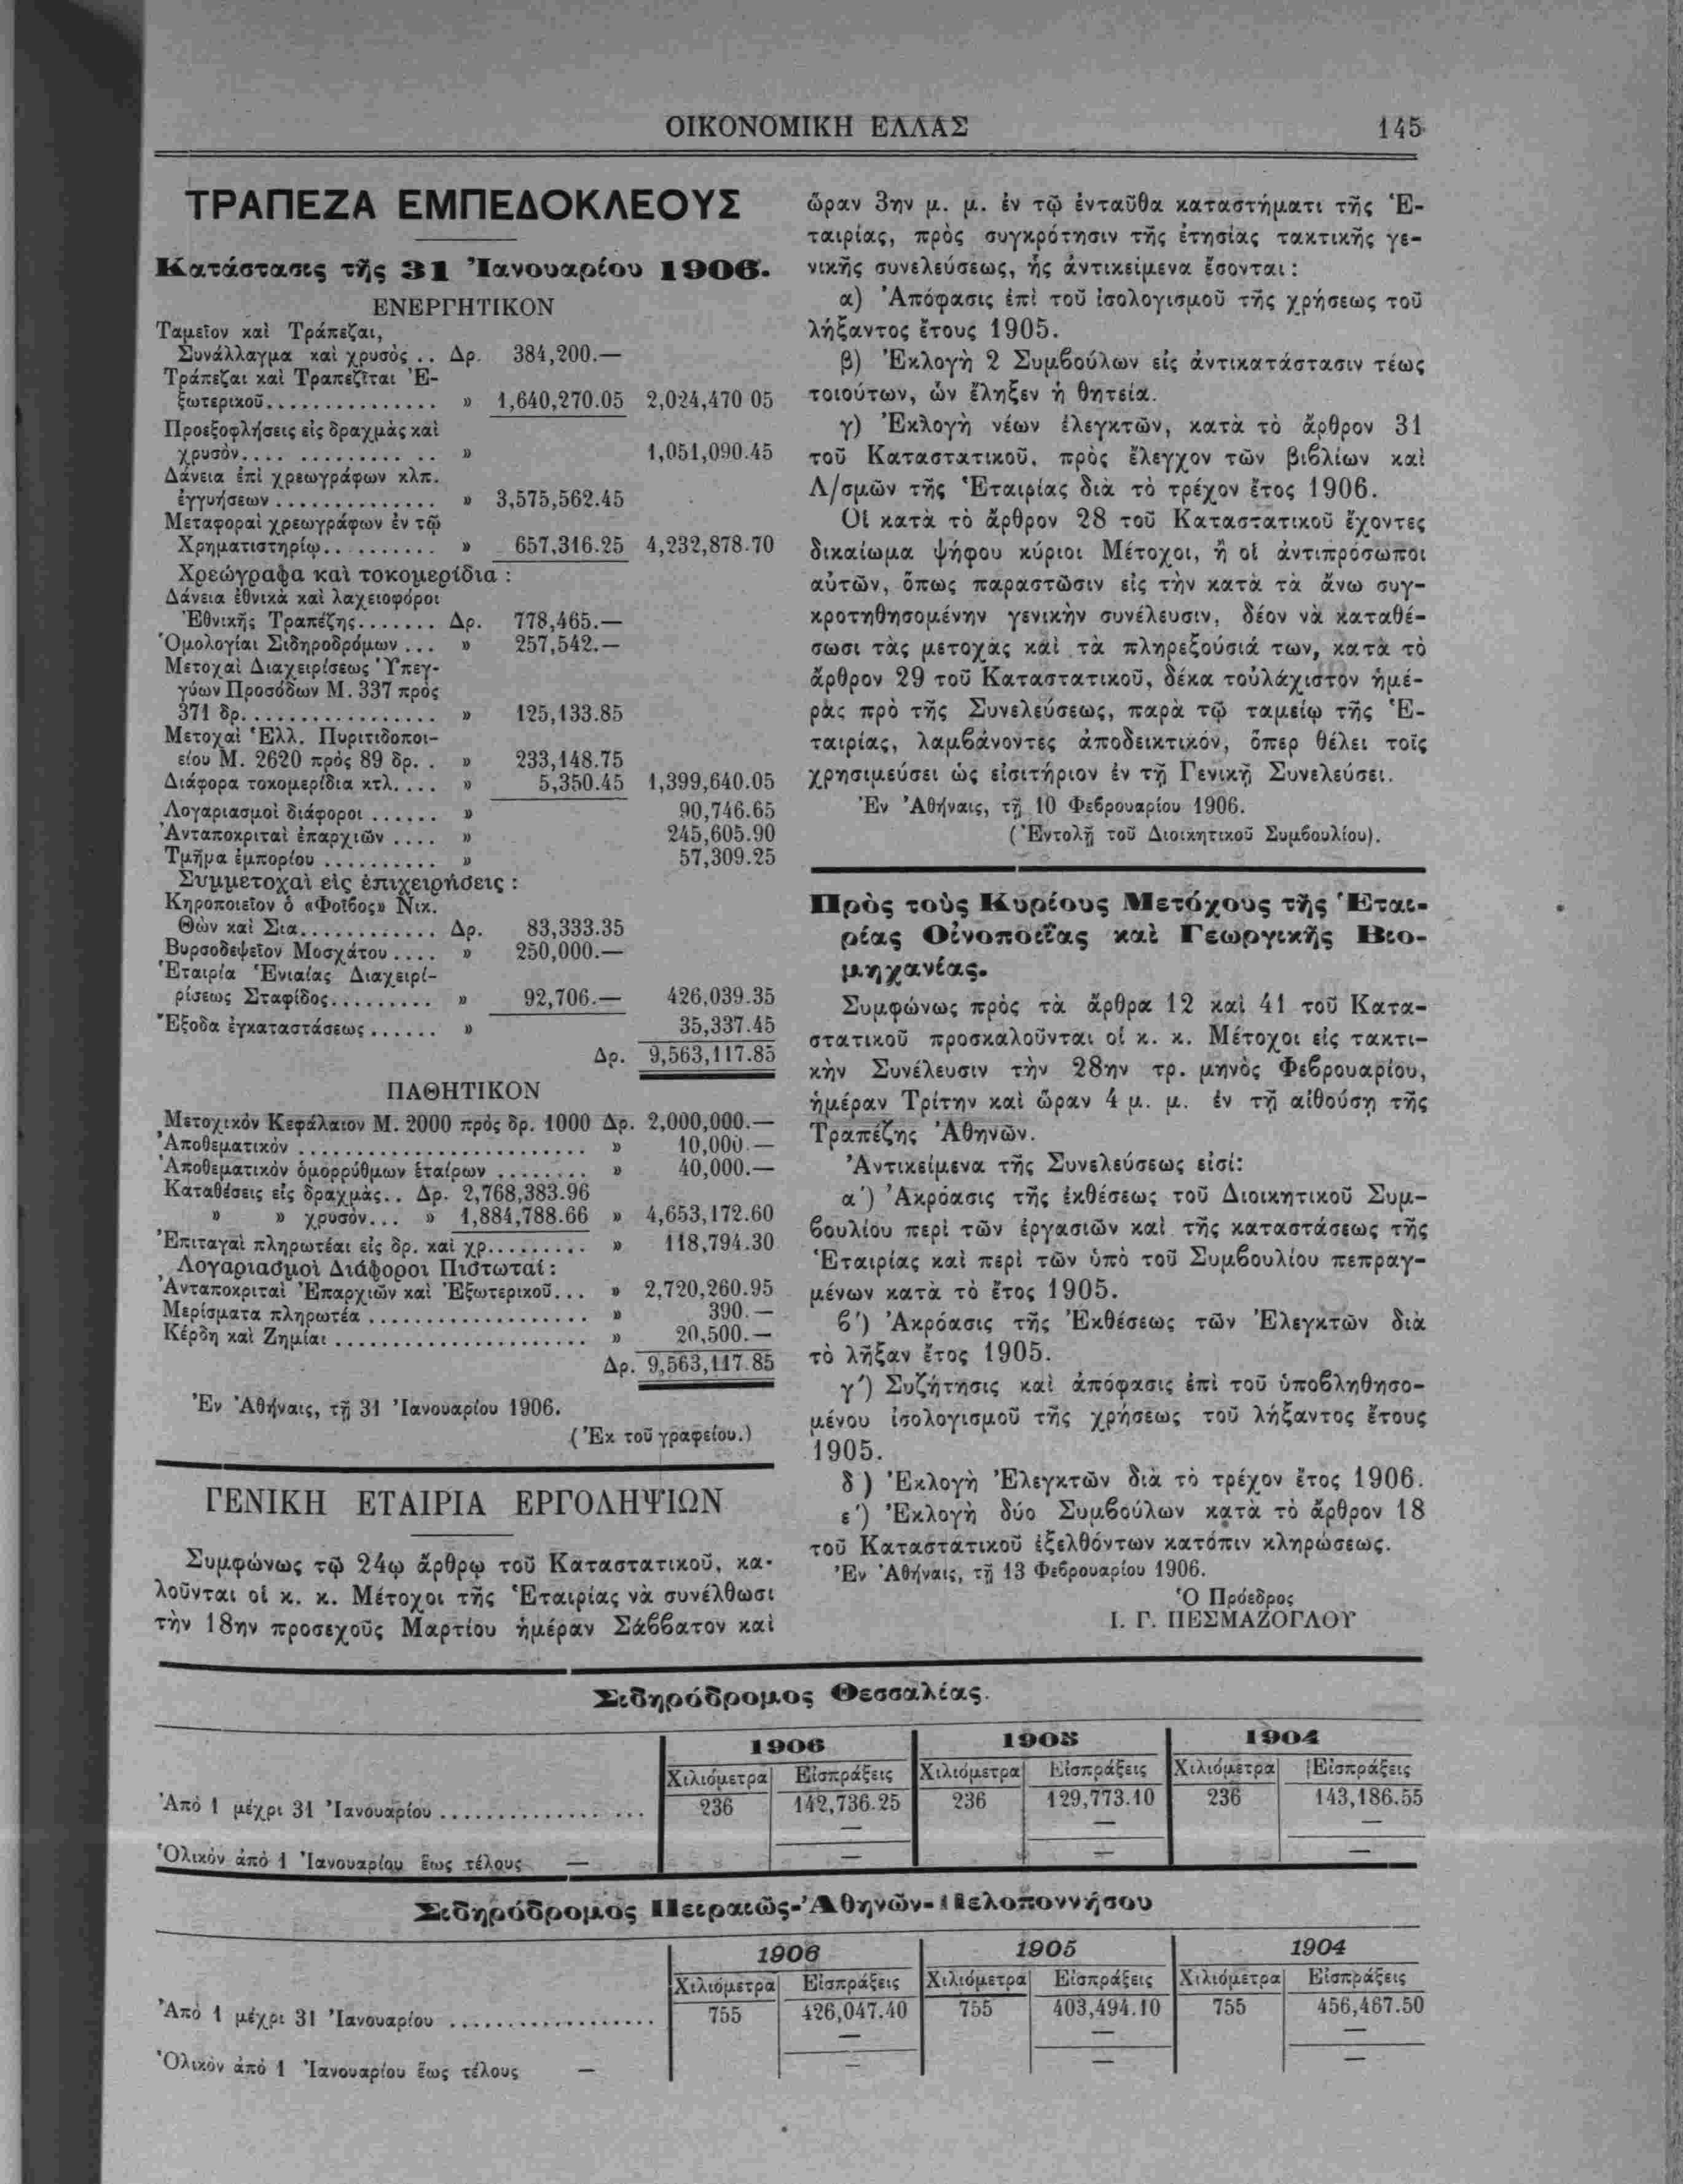 ΟΙΚΟΝΟΜΙΚΗ ΕΛΛΑΣ 145
ΤΡΑΠΕΖΑ ΕΜΠΕΔΟΚΛΕΟΥΣ
Κατάστασις τῆς 31 Ἰανουαρίου 1906.
ΕΝΕΡΓΗΤΙΚΟΝ
Ταμεῖον καὶ Τράπεζαι,
Συνάλλαγμα καὶ χρυσὸς .. Δρ. 384,200.—
Τράπεζαι καὶ Τραπεζῖται Ἐ-
ξωτερικοῦ............... » 1,640,270.05 2,024,470 05
Προεξοφλήσεις εἰς δραχμὰς καὶ
χρυσὸν.... .......... .. » 1,051,090.45
Δάνεια ἐπὶ χρεωγράφων κλπ.
ἐγγυήσεων .............. » 3,575,562.45
Μεταφοραὶ χρεωγράφων ἐν τῷ
Χρηματιστηρίῳ.. ........ » 657,316.25 4,232,878.70
Χρεώγραφα καὶ τοκομερίδια :
Δάνεια ἐθνικὰ καὶ λαχειοφόροι
Ἐθνικῆς Τραπέζης....... Δρ. 778,465.—
Ὁμολογίαι Σιδηροδρόμων ... » 257,542.—
Μετοχαὶ Διαχειρίσεως Ὑπεγ-
γύων Προσόδων Μ. 337 πρὸς
371 δρ................. » 125,133.85
Μετοχαὶ Ἑλλ. Πυριτιδοποι-
είου Μ. 2620 πρὸς 89 δρ. . » 233,148.75
Διάφορα τοκομερίδια κτλ.... » 5,350.45 1,399,640.05
Λογαριασμοὶ διάφοροι ...... » 90,746.65
Ἀνταποκριταὶ ἐπαρχιῶν .... » 245,605.90
Τμῆμα ἐμπορίου .......... » 57,309.25
Συμμετοχαὶ εἰς ἐπιχειρήσεις :
Κηροποιεῖον ὁ «Φοῖβος» Νικ.
Θὼν καὶ Σια............ Δρ. 83,333.35
Βυρσοδεψεῖον Μοσχάτου .... » 250,000.—
Ἑταιρία Ἑνιαίας Διαχειρί-
ρίσεως Σταφίδος......... » 92,706.— 426,039.35
Ἔξοδα ἐγκαταστάσεως ...... » 35,337.45
Δρ. 9,563,117.85
ΠΑΘΗΤΙΚΟΝ
Μετοχικὸν Κεφάλαιον Μ. 2000 πρὸς δρ. 1000 Δρ. 2,000,000.—
Ἀποθεματικὸν .......................... » 10,000.—
Ἀποθεματικὸν ὁμορρύθμων ἑταίρων ........ » 40,000.—
Καταθέσεις εἰς δραχμὰς.. Δρ. 2,768,383.96
» » χρυσὸν... » 1,884,788.66 » 4,653,172.60
Ἐπιταγαὶ πληρωτέαι εἰς δρ. καὶ χρ......... » 118,794.30
Λογαριασμοὶ Διάφοροι Πιστωταί :
Ἀνταποκριταὶ Ἐπαρχιῶν καὶ Ἐξωτερικοῦ... » 2,720,260.95
Μερίσματα πληρωτέα .................... » 390.—
Κέρδη καὶ Ζημίαι ....................... » 20,500.—
Δρ. 9,563,117.85
Ἐν Ἀθήναις, τῇ 31 Ἰανουαρίου 1906.
(Ἐκ τοῦ γραφείου.)
ΓΕΝΙΚΗ ΕΤΑΙΡΙΑ ΕΡΓΟΛΗΨΙΩΝ
Συμφώνως τῷ 24ῳ ἄρθρῳ τοῦ Καταστατικοῦ, κα-
λοῦνται οἱ κ. κ. Μέτοχοι τῆς Ἑταιρίας νὰ συνέλθωσι
τὴν 18ην προσεχοῦς Μαρτίου ἡμέραν Σάββατον καὶ
ὥραν 3ην μ. μ. ἐν τῷ ἐνταῦθα καταστήματι τῆς Ἑ-
ταιρίας, πρὸς συγκρότησιν τῆς ἐτησίας τακτικῆς γε-
νικῆς συνελεύσεως, ἧς ἀντικείμενα ἔσονται :
α) Ἀπόφασις ἐπὶ τοῦ ἰσολογισμοῦ τῆς χρήσεως τοῦ
λήξαντος ἔτους 1905.
β) Ἐκλογὴ 2 Συμβούλων εἰς ἀντικατάστασιν τέως
τοιούτων, ὧν ἔληξεν ἡ θητεία.
γ) Ἐκλογὴ νέων ἐλεγκτῶν, κατὰ τὸ ἄρθρον 31
τοῦ Καταστατικοῦ, πρὸς ἔλεγχον τῶν βιβλίων καὶ
Λ/σμῶν τῆς Ἑταιρίας διὰ τὸ τρέχον ἔτος 1906.
Οἱ κατὰ τὸ ἄρθρον 28 τοῦ Καταστατικοῦ ἔχοντες
δικαίωμα ψήφου κύριοι Μέτοχοι, ἢ οἱ ἀντιπρόσωποι
αὐτῶν, ὅπως παραστῶσιν εἰς τὴν κατὰ τὰ ἄνω συγ-
κροτηθησομένην γενικὴν συνέλευσιν, δέον νὰ καταθέ-
σωσι τὰς μετοχὰς καὶ τὰ πληρεξούσιά των, κατὰ τὸ
ἄρθρον 29 τοῦ Καταστατικοῦ, δέκα τοὐλάχιστον ἡμέ-
ρας πρὸ τῆς Συνελεύσεως, παρὰ τῷ ταμείῳ τῆς Ἑ-
ταιρίας, λαμβάνοντες ἀποδεικτικόν, ὅπερ θέλει τοῖς
χρησιμεύσει ὡς εἰσιτήριον ἐν τῇ Γενικῇ Συνελεύσει.
Ἐν Ἀθήναις, τῇ 10 Φεβρουαρίου 1906.
(Ἐντολῇ τοῦ Διοικητικοῦ Συμβουλίου).
Πρὸς τοὺς Κυρίους Μετόχους τῆς Ἑται-
ρίας Οἰνοποιΐας καὶ Γεωργικῆς Βιο-
μηχανίας.
Συμφώνως πρὸς τὰ ἄρθρα 12 καὶ 41 τοῦ Κατα-
στατικοῦ προσκαλοῦνται οἱ κ. κ. Μέτοχοι εἰς τακτι-
κὴν Συνέλευσιν τὴν 28ην τρ. μηνὸς Φεβρουαρίου,
ἡμέραν Τρίτην καὶ ὥραν 4 μ. μ. ἐν τῇ αἰθούσῃ τῆς
Τραπέζης Ἀθηνῶν.
Ἀντικείμενα τῆς Συνελεύσεως εἰσί:
α΄) Ἀκρόασις τῆς ἐκθέσεως τοῦ Διοικητικοῦ Συμ-
βουλίου περὶ τῶν ἐργασιῶν καὶ τῆς καταστάσεως τῆς
Ἑταιρίας καὶ περὶ τῶν ὑπὸ τοῦ Συμβουλίου πεπραγ-
μένων κατὰ τὸ ἔτος 1905.
β΄) Ἀκρόασις τῆς Ἐκθέσεως τῶν Ἐλεγκτῶν διὰ
τὸ λῆξαν ἔτος 1905.
γ΄) Συζήτησις καὶ ἀπόφασις ἐπὶ τοῦ ὑποβληθησο-
μένου ἰσολογισμοῦ τῆς χρήσεως τοῦ λήξαντος ἔτους
1905.
δ΄) Ἐκλογὴ Ἐλεγκτῶν διὰ τὸ τρέχον ἔτος 1906.
ε΄) Ἐκλογὴ δύο Συμβούλων κατὰ τὸ ἄρθρον 18
τοῦ Καταστατικοῦ ἐξελθόντων κατόπιν κληρώσεως.
Ἐν Ἀθήναις, τῇ 13 Φεβρουαρίου 1906.
Ὁ Πρόεδρος
Ι. Γ. ΠΕΣΜΑΖΟΓΛΟΥ
Σιδηρόδρομος Θεσσαλίας.
1906 1905 1904
Χιλιόμετρα Εἰσπράξεις Χιλιόμετρα Εἰσπράξεις Χιλιόμετρα Εἰσπράξεις
Ἀπὸ 1 μέχρι 31 Ἰανουαρίου .................. 236 142,736.25 236 129,773.10 236 143,186.55
— — —
Ὁλικὸν ἀπὸ 1 Ἰανουαρίου ἕως τέλους — — — —
Σιδηρόδρομος Πειραιῶς-Ἀθηνῶν-Πελοποννήσου
1906 1905 1904
Χιλιόμετρα Εἰσπράξεις Χιλιόμετρα Εἰσπράξεις Χιλιόμετρα Εἰσπράξεις
Ἀπὸ 1 μέχρι 31 Ἰανουαρίου .................. 755 426,047.40 755 403,494.10 755 456,467.50
— — —
Ὁλικὸν ἀπὸ 1 Ἰανουαρίου ἕως τέλους — — — —